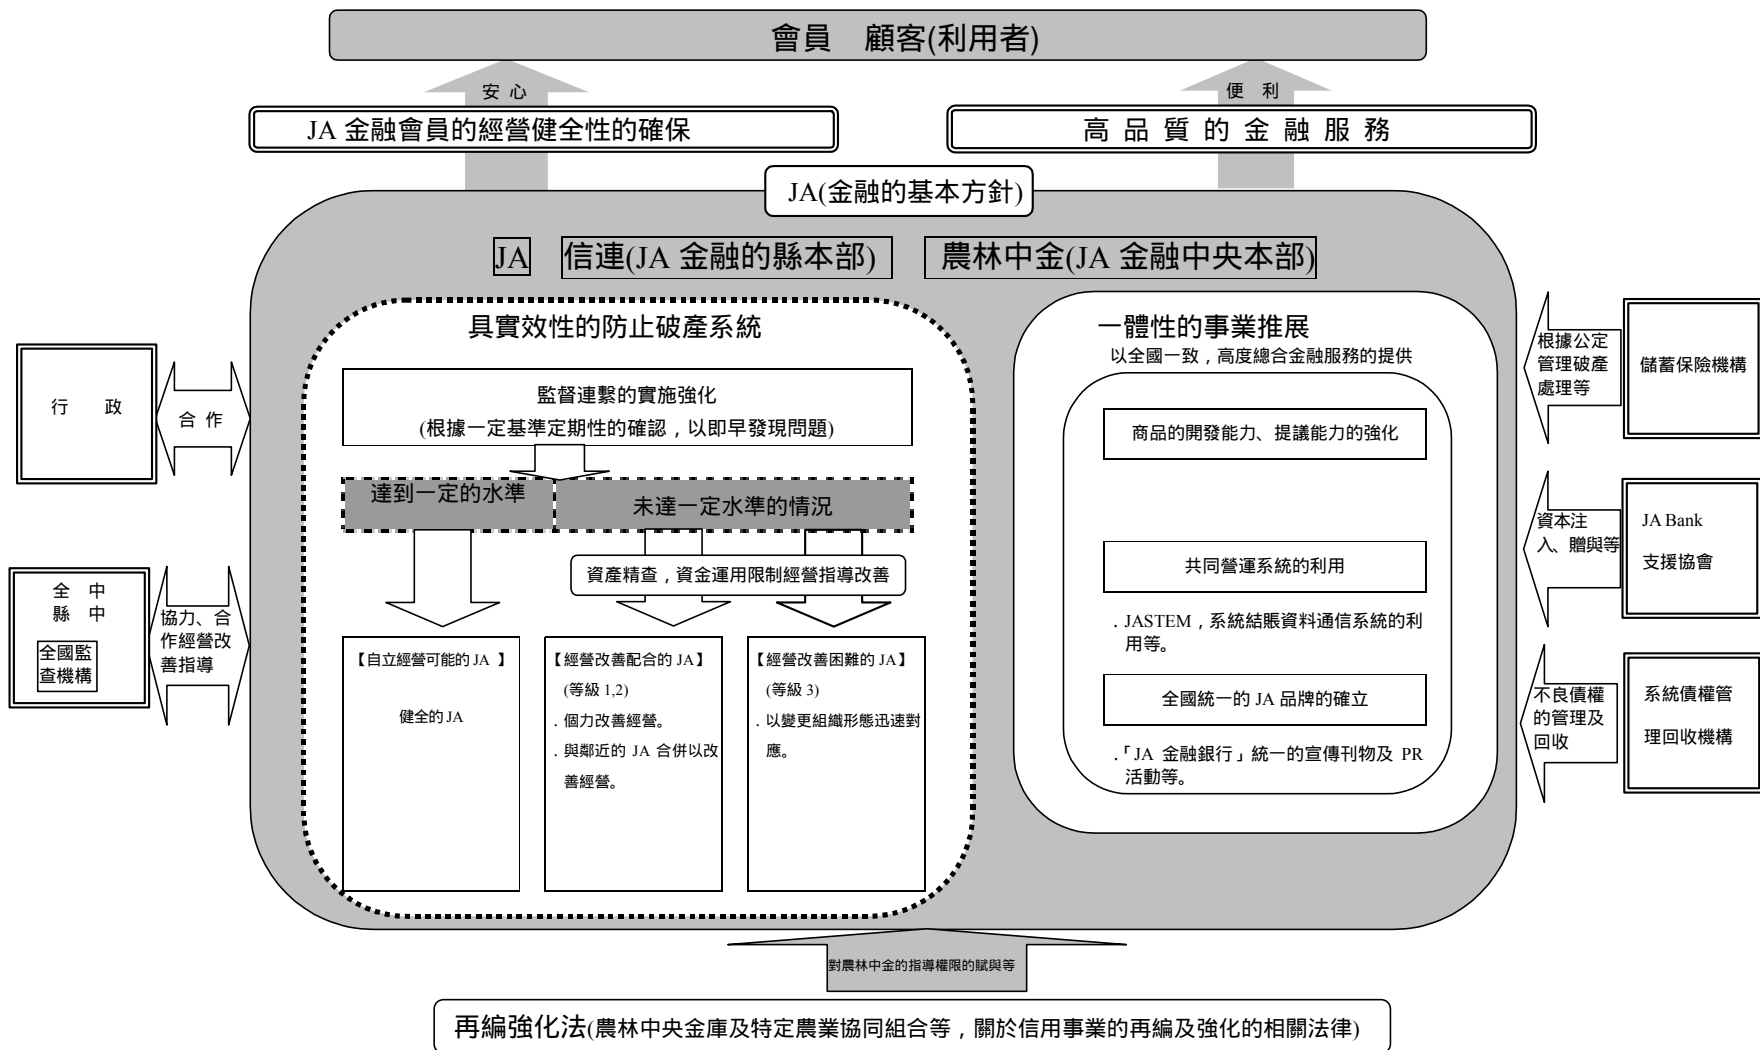 會員 顧客(利用者)
安 心
便 利
JA 金融會員的經營健全性的確保
高 品 質 的 金 融 服 務
JA(金融的基本方針)
JA
信連(JA 金融的縣本部)
農林中金(JA 金融中央本部)
具實效性的防止破產系統
監督連繫的實施強化
(根據一定基準定期性的確認，以即早發現問題)
達到一定的水準
未達一定水準的情況
資產精查，資金運用限制經營指導改善
【自立經營可能的 JA 】
健全的 JA
【經營改善配合的 JA】
(等級 1,2)
. 個力改善經營。
. 與鄰近的 JA 合併以改
善經營。
【經營改善困難的 JA】
(等級 3)
. 以變更組織形態迅速對
應。
一體性的事業推展
以全國一致，高度總合金融服務的提供
商品的開發能力、提議能力的強化
共同營運系統的利用
. JASTEM，系統結賬資料通信系統的利
用等。
全國統一的 JA 品牌的確立
.「JA 金融銀行」統一的宣傳刊物及 PR
活動等。
行 政
合 作
全 中
縣 中
全國監
查機構
協力、合
作經營改
善指導
根據公定
管理破產
處理等
儲蓄保險機構
資本注
入、贈與等
JA Bank
支援協會
不良債權
的管理及
回收
系統債權管
理回收機構
對農林中金的指導權限的賦與等
再編強化法(農林中央金庫及特定農業協同組合等，關於信用事業的再編及強化的相關法律)